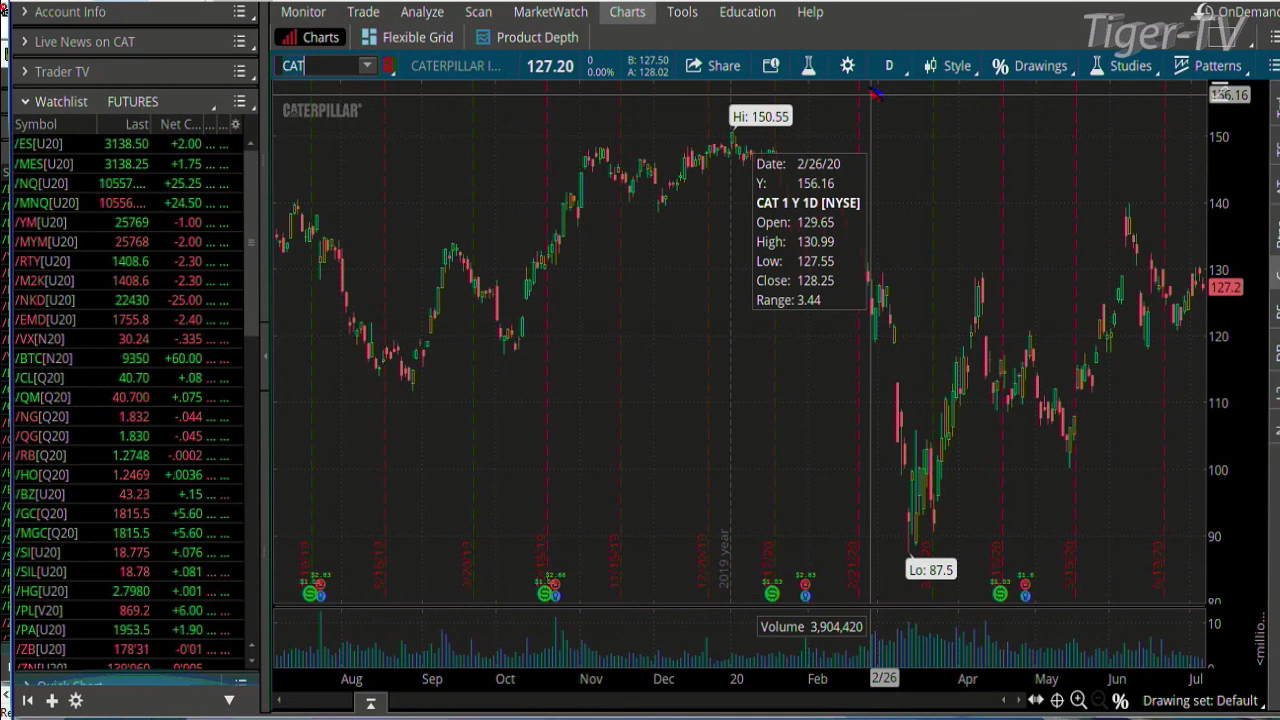 Account Info
Live News on CAT
Trader TV
Watchlist FUTURES
Symbol Last Net C... ... ...
/ES[U20] 3138.50 +2.00 ... ...
/MES[U20] 3138.25 +1.75 ... ...
/NQ[U20] 10557.... +25.25 ... ...
/MNQ[U20] 10556.... +24.50 ... ...
/YM[U20] 25769 -1.00 ... ...
/MYM[U20] 25768 -2.00 ... ...
/RTY[U20] 1408.6 -2.30 ... ...
/M2K[U20] 1408.6 -2.30 ... ...
/NKD[U20] 22430 -25.00 ... ...
/EMD[U20] 1755.8 -2.40 ... ...
/VX[N20] 30.24 -.335 ... ...
/BTC[N20] 9350 +60.00 ... ...
/CL[Q20] 40.70 +.08 ... ...
/QM[Q20] 40.700 +.075 ... ...
/NG[Q20] 1.832 -.044 ... ...
/QG[Q20] 1.830 -.045 ... ...
/RB[Q20] 1.2748 -.0002 ... ...
/HO[Q20] 1.2469 +.0036 ... ...
/BZ[U20] 43.23 +.15 ... ...
/GC[Q20] 1815.5 +5.60 ... ...
/MGC[Q20] 1815.5 +5.60 ... ...
/SI[U20] 18.775 +.076 ... ...
/SIL[U20] 18.78 +.081 ... ...
/HG[U20] 2.7980 +.001 ... ...
/PL[V20] 869.2 +6.00 ... ...
/PA[U20] 1953.5 +1.90 ... ...
/ZB[U20] 178'31 -0'01 ... ...
Quick Chart
Monitor Trade Analyze Scan MarketWatch Charts Tools Education Help
OnDemand
Tiger-TV
Charts Flexible Grid Product Depth
CAT CATERPILLAR I... 127.20 0 0.00% B: 127.50 A: 128.02 Share D Style % Drawings Studies Patterns
CATERPILLAR
Hi: 150.55
Date: 2/26/20
Y: 156.16
CAT 1 Y 1D [NYSE]
Open: 129.65
High: 130.99
Low: 127.55
Close: 128.25
Range: 3.44
Lo: 87.5
156.16
150
140
130
127.2
120
110
100
90
80
2019 year
Volume 3,904,420
10
0
<millio...
Aug Sep Oct Nov Dec 20 Feb 2/26 Apr May Jun Jul
% Drawing set: Default